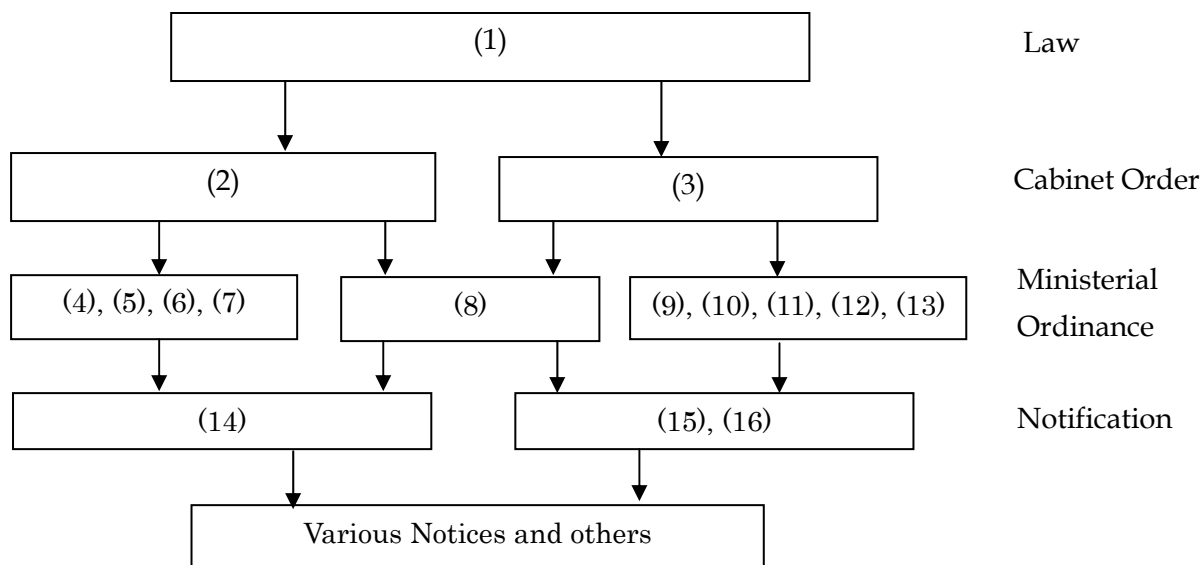 (1)
Law
(2)
(3)
Cabinet Order
(4), (5), (6), (7)
(8)
(9), (10), (11), (12), (13)
Ministerial
Ordinance
(14)
(15), (16)
Notification
Various Notices and others